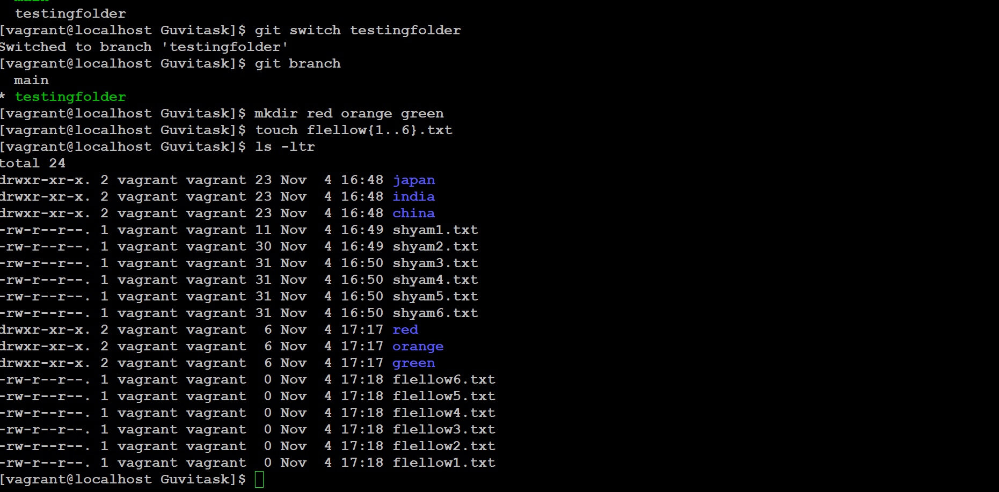 testingfolder
[vagrant@localhost Guvitask]$ git switch testingfolder
Switched to branch 'testingfolder'
[vagrant@localhost Guvitask]$ git branch
  main
* testingfolder
[vagrant@localhost Guvitask]$ mkdir red orange green
[vagrant@localhost Guvitask]$ touch flellow{1..6}.txt
[vagrant@localhost Guvitask]$ ls -ltr
total 24
drwxr-xr-x. 2 vagrant vagrant 23 Nov  4 16:48 japan
drwxr-xr-x. 2 vagrant vagrant 23 Nov  4 16:48 india
drwxr-xr-x. 2 vagrant vagrant 23 Nov  4 16:48 china
-rw-r--r--. 1 vagrant vagrant 11 Nov  4 16:49 shyam1.txt
-rw-r--r--. 1 vagrant vagrant 30 Nov  4 16:49 shyam2.txt
-rw-r--r--. 1 vagrant vagrant 31 Nov  4 16:50 shyam3.txt
-rw-r--r--. 1 vagrant vagrant 31 Nov  4 16:50 shyam4.txt
-rw-r--r--. 1 vagrant vagrant 31 Nov  4 16:50 shyam5.txt
-rw-r--r--. 1 vagrant vagrant 31 Nov  4 16:50 shyam6.txt
drwxr-xr-x. 2 vagrant vagrant  6 Nov  4 17:17 red
drwxr-xr-x. 2 vagrant vagrant  6 Nov  4 17:17 orange
drwxr-xr-x. 2 vagrant vagrant  6 Nov  4 17:17 green
-rw-r--r--. 1 vagrant vagrant  0 Nov  4 17:18 flellow6.txt
-rw-r--r--. 1 vagrant vagrant  0 Nov  4 17:18 flellow5.txt
-rw-r--r--. 1 vagrant vagrant  0 Nov  4 17:18 flellow4.txt
-rw-r--r--. 1 vagrant vagrant  0 Nov  4 17:18 flellow3.txt
-rw-r--r--. 1 vagrant vagrant  0 Nov  4 17:18 flellow2.txt
-rw-r--r--. 1 vagrant vagrant  0 Nov  4 17:18 flellow1.txt
[vagrant@localhost Guvitask]$